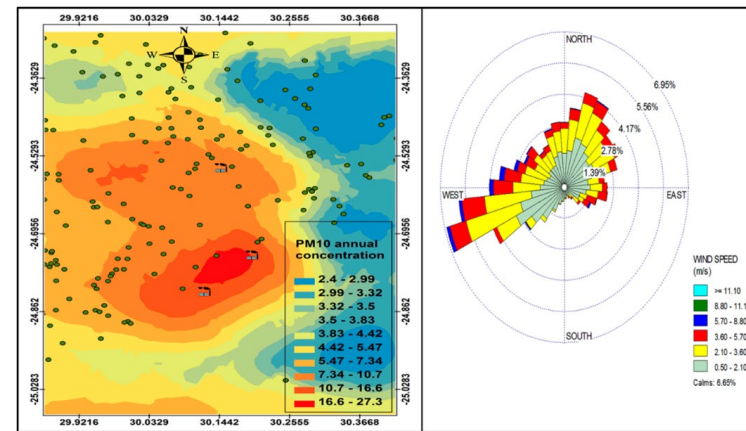 29.9216 30.0329 30.1442 30.2555 30.3668
N
W E
S
-24.3629 -24.3629
-24.5293 -24.5293
-24.6956 -24.6956
-24.862 -24.862
-25.0283 -25.0283
PM10 annual
concentration
2.4 - 2.99
2.99 - 3.32
3.32 - 3.5
3.5 - 3.83
3.83 - 4.42
4.42 - 5.47
5.47 - 7.34
7.34 - 10.7
10.7 - 16.6
16.6 - 27.3
29.9216 30.0329 30.1442 30.2555 30.3668
NORTH
6.95%
5.56%
4.17%
2.78%
1.39%
WEST EAST
SOUTH
WIND SPEED
(m/s)
>= 11.10
8.80 - 11.1
5.70 - 8.80
3.60 - 5.70
2.10 - 3.60
0.50 - 2.10
Calms: 6.65%